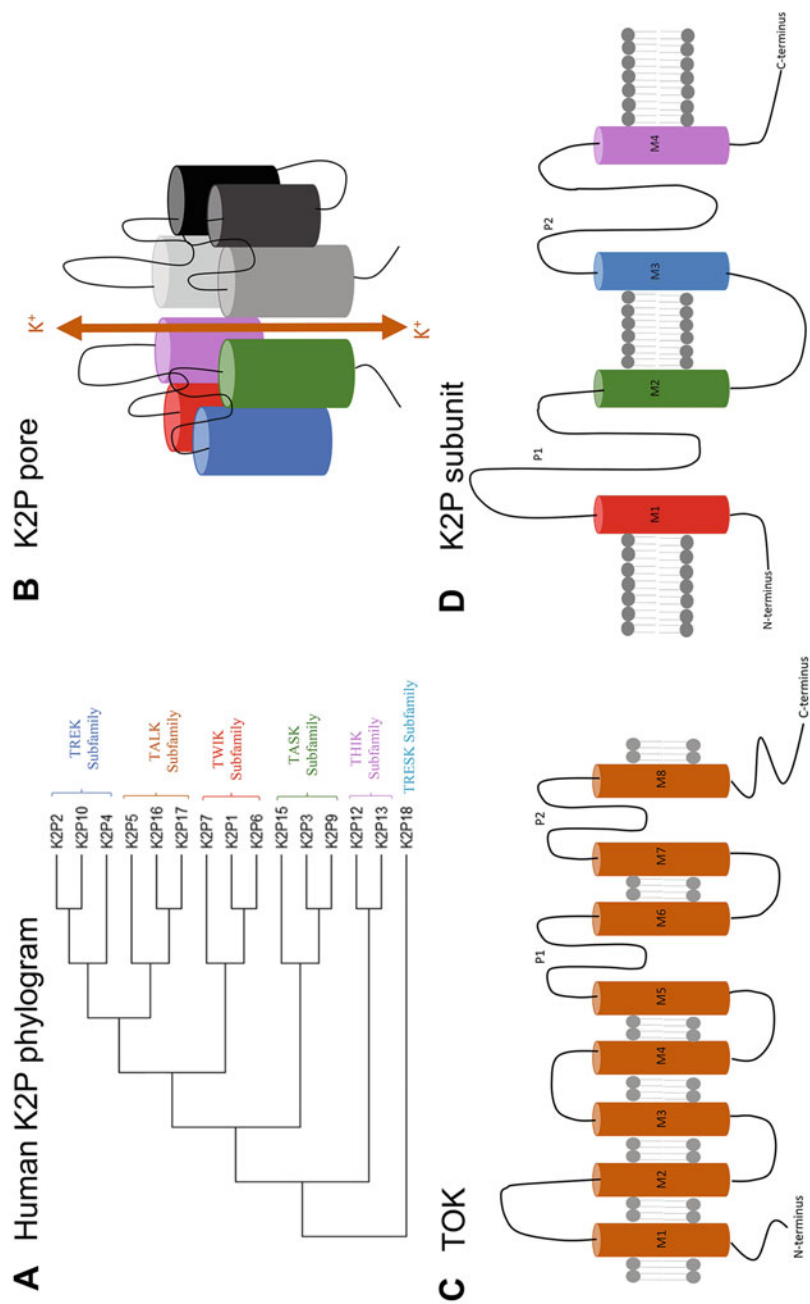 A Human K2P phylogram
K2P2
K2P10
K2P4
K2P5
K2P16
K2P17
K2P7
K2P1
K2P6
K2P15
K2P3
K2P9
K2P12
K2P13
K2P18
TREK
Subfamily
TALK
Subfamily
TWIK
Subfamily
TASK
Subfamily
THIK
Subfamily
TRESK Subfamily
B K2P pore
K+
K+
C TOK
P1
P2
M1
M2
M3
M4
M5
M6
M7
M8
N-terminus
C-terminus
D K2P subunit
P1
P2
M1
M2
M3
M4
N-terminus
C-terminus